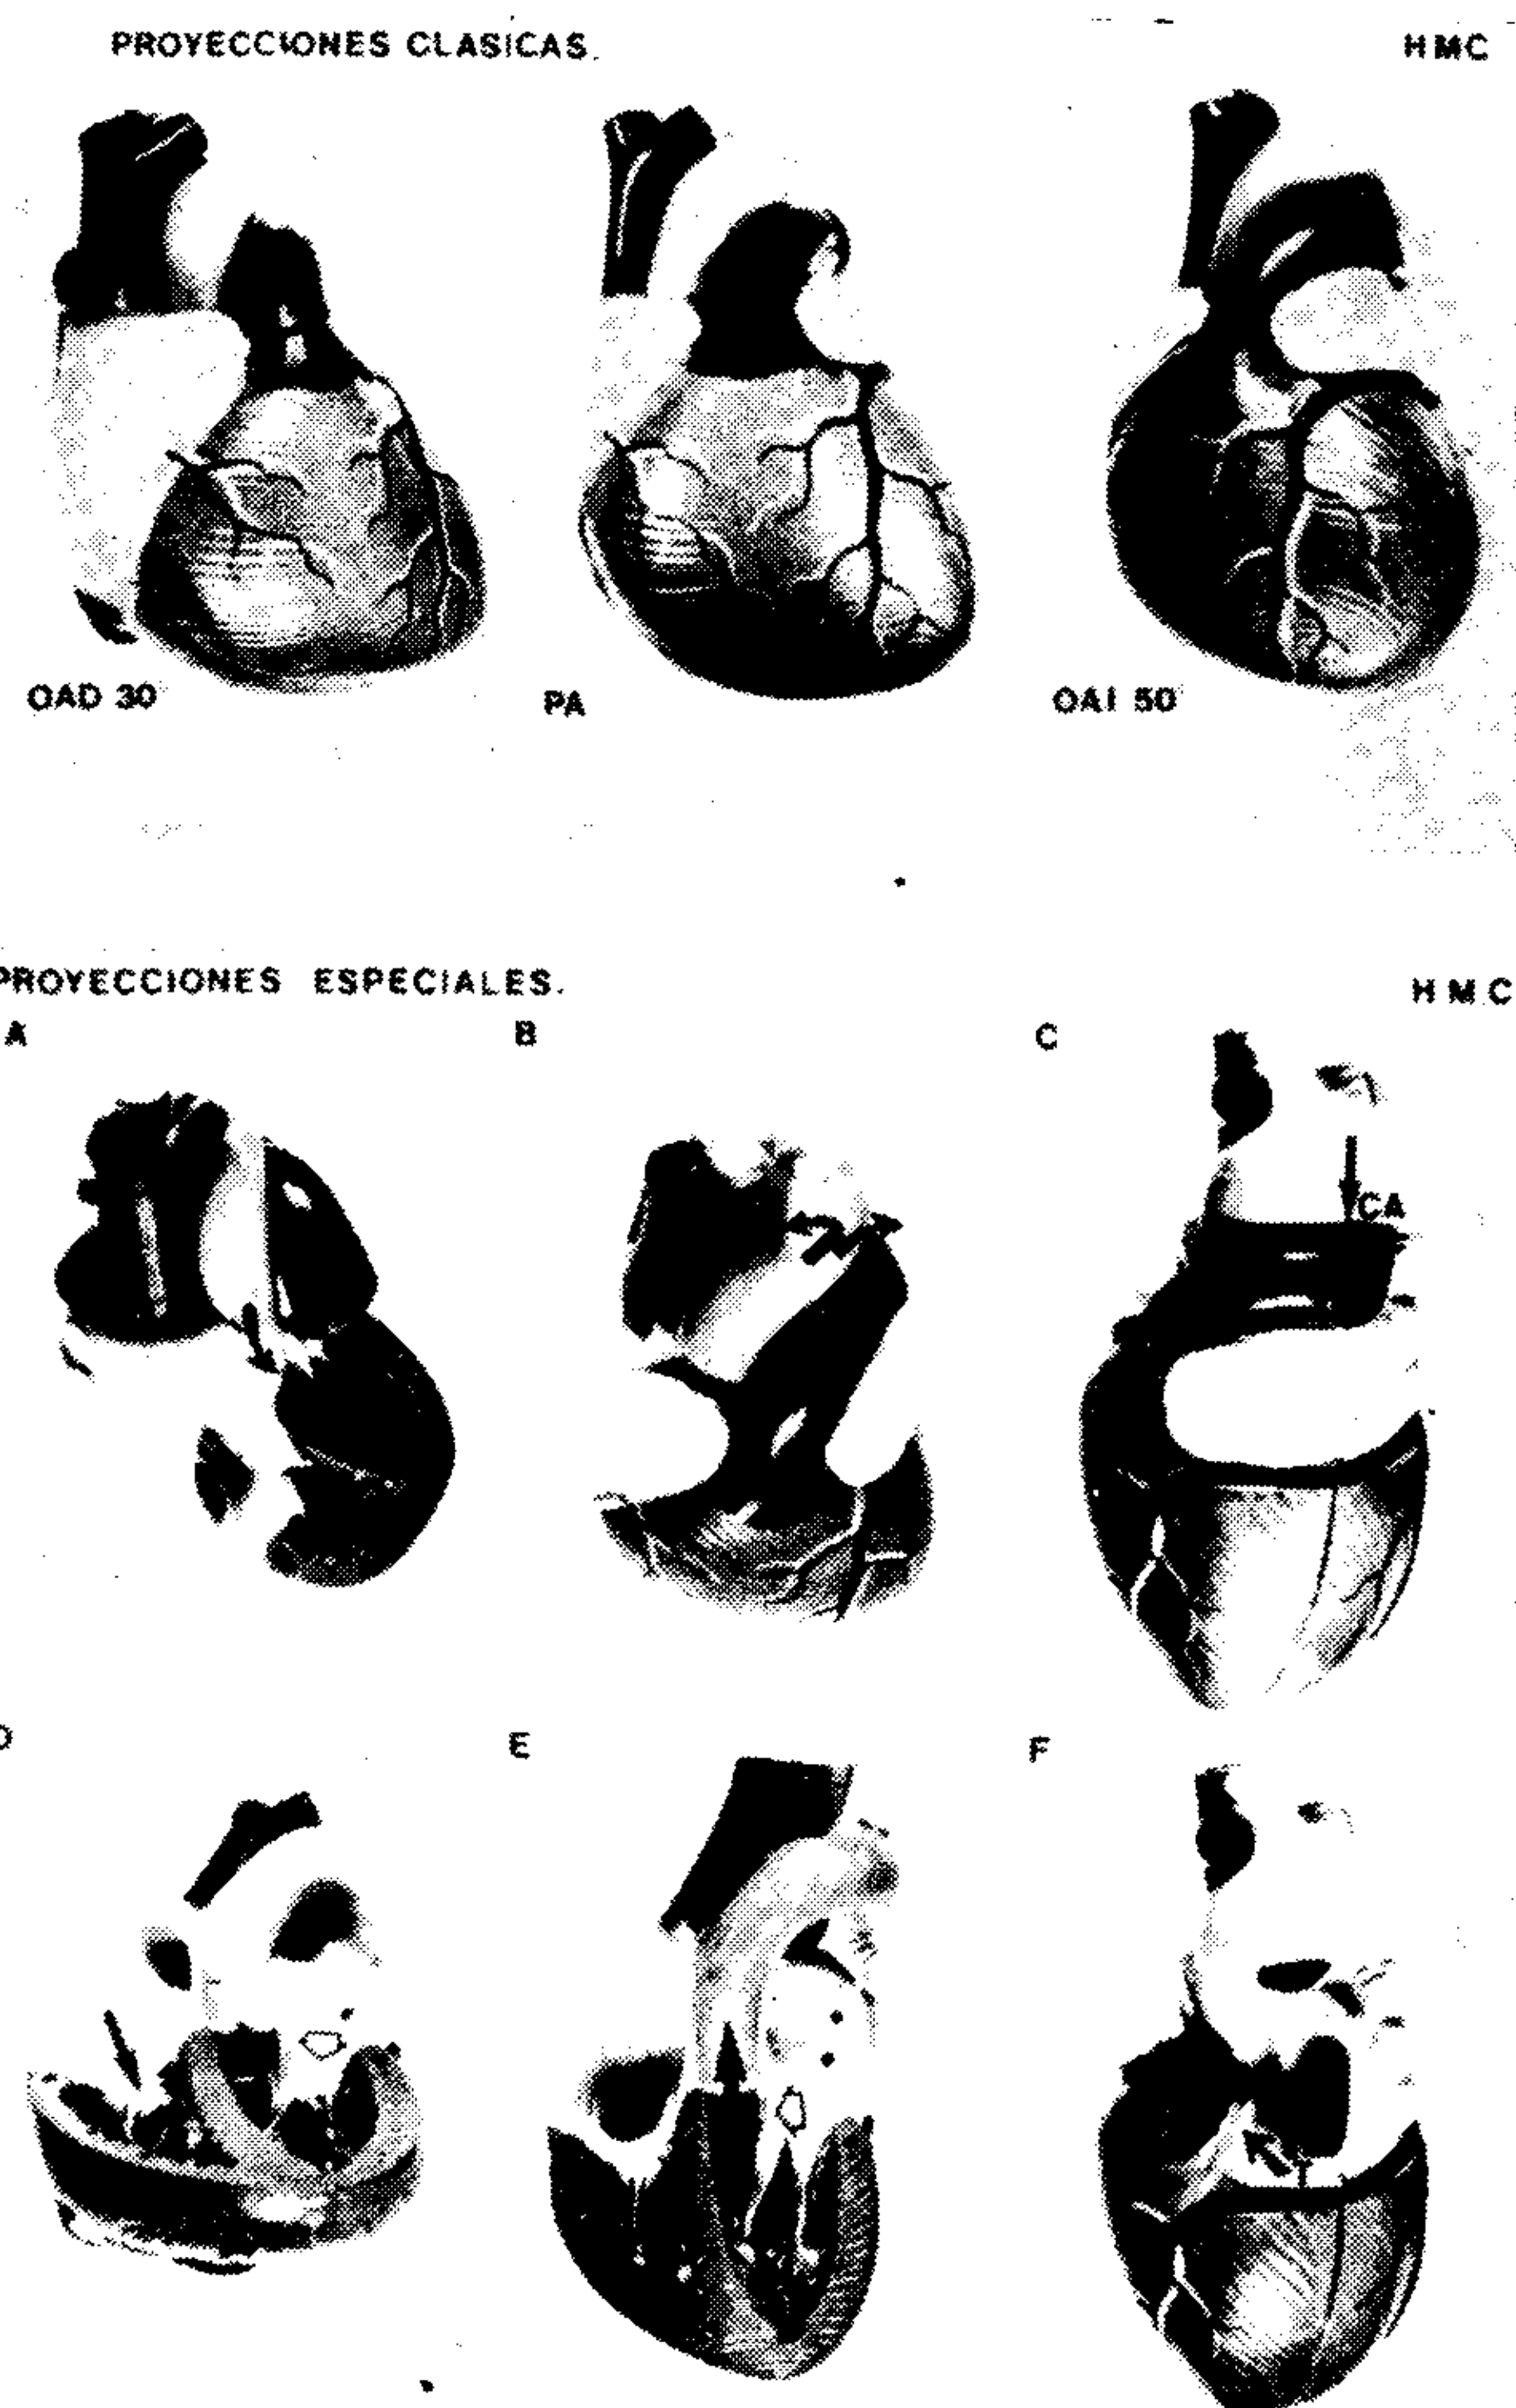 PROYECCIONES CLASICAS.
HMC
OAD 30
PA
OAI 50
PROYECCIONES ESPECIALES.
HMC
A
B
C
CA
D
E
F